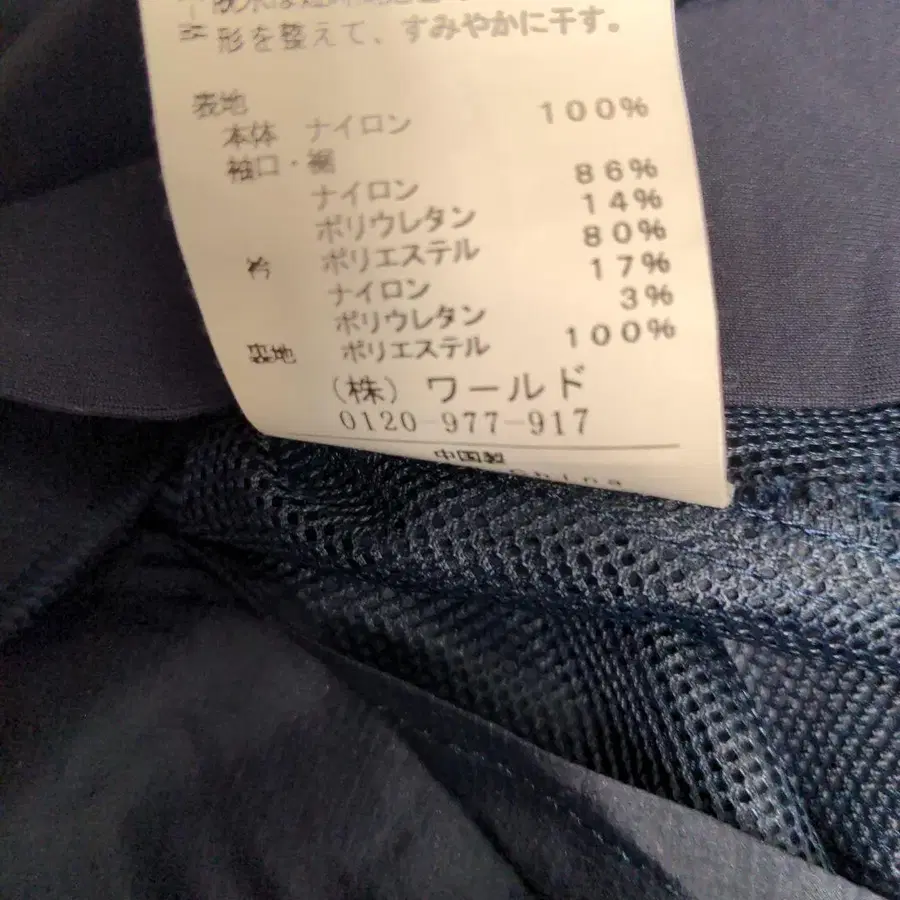 形を整えて、すみやかに干す。
表地
本体 ナイロン 100%
袖口・裾
ナイロン 86%
ポリウレタン 14%
衿 ポリエステル 80%
ナイロン 17%
ポリウレタン 3%
裏地 ポリエステル 100%
(株) ワールド
0120-977-917
中国製